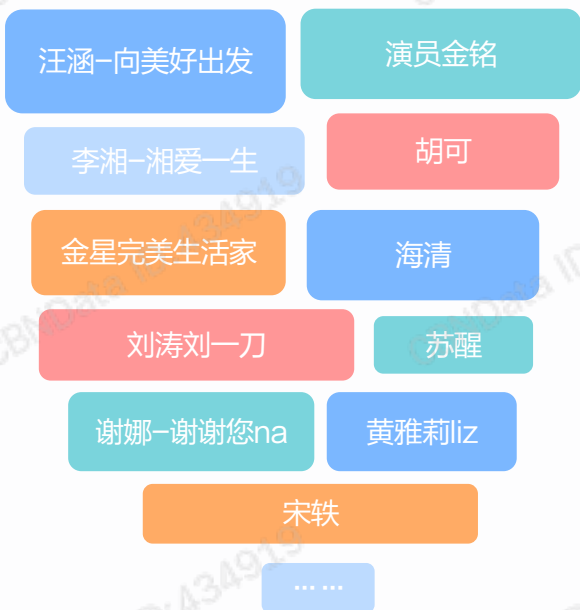 汪涵-向美好出发
演员金铭
李湘-湘爱一生
胡可
金星完美生活家
海清
刘涛刘一刀
苏醒
谢娜-谢谢您na
黄雅莉liz
宋轶
... ...